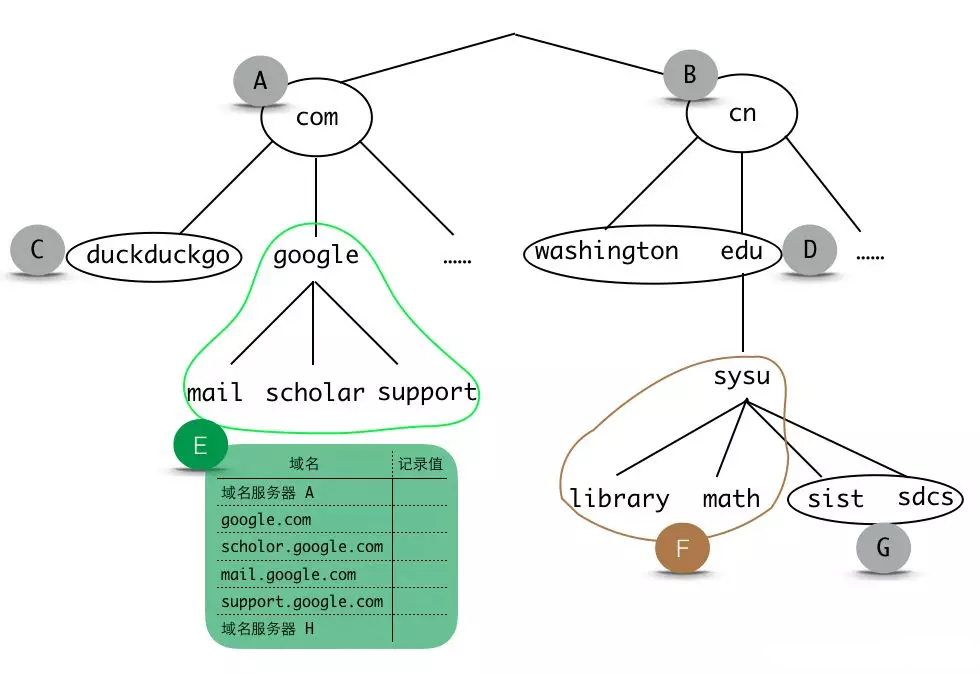 A
B
com
cn
C
duckduckgo
google
……
washington
edu
D
……
mail
scholar
support
sysu
E
域名 记录值
域名服务器 A
google.com
scholor.google.com
mail.google.com
support.google.com
域名服务器 H
library
math
sist
sdcs
F
G